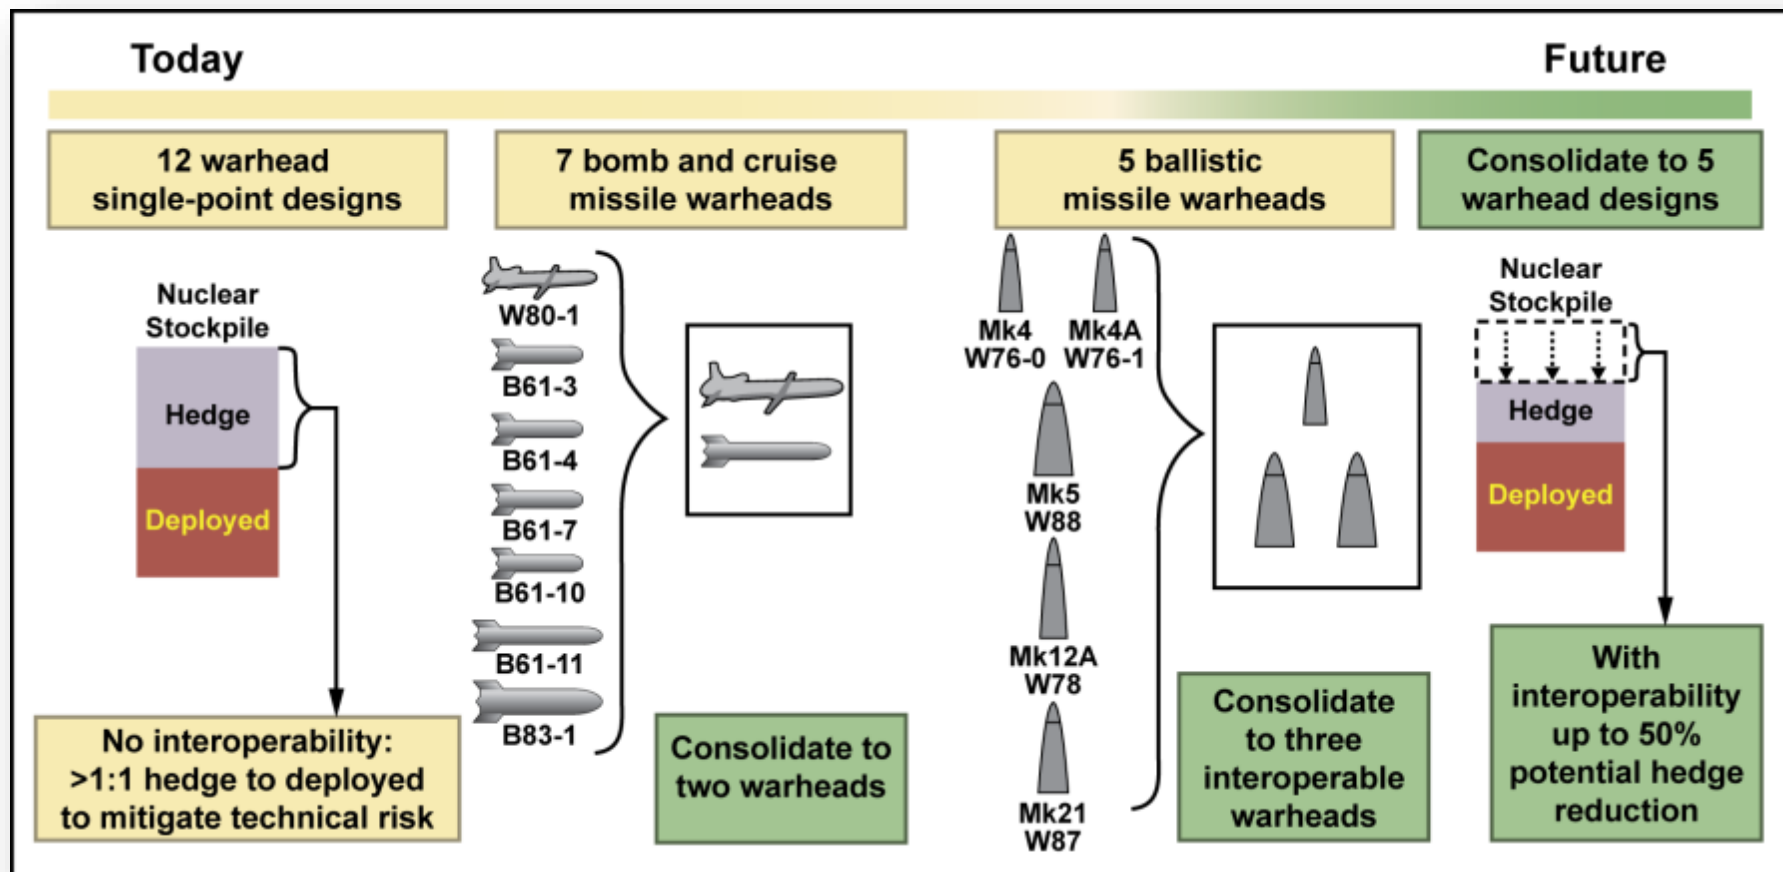 Today
Future
12 warhead
single-point designs
7 bomb and cruise
missile warheads
5 ballistic
missile warheads
Consolidate to 5
warhead designs
Nuclear
Stockpile
Hedge
Deployed
No interoperability:
>1:1 hedge to deployed
to mitigate technical risk
W80-1
B61-3
B61-4
B61-7
B61-10
B61-11
B83-1
Consolidate to
two warheads
Mk4
W76-0
Mk4A
W76-1
Mk5
W88
Mk12A
W78
Mk21
W87
Consolidate
to three
interoperable
warheads
Nuclear
Stockpile
Hedge
Deployed
With
interoperability
up to 50%
potential hedge
reduction